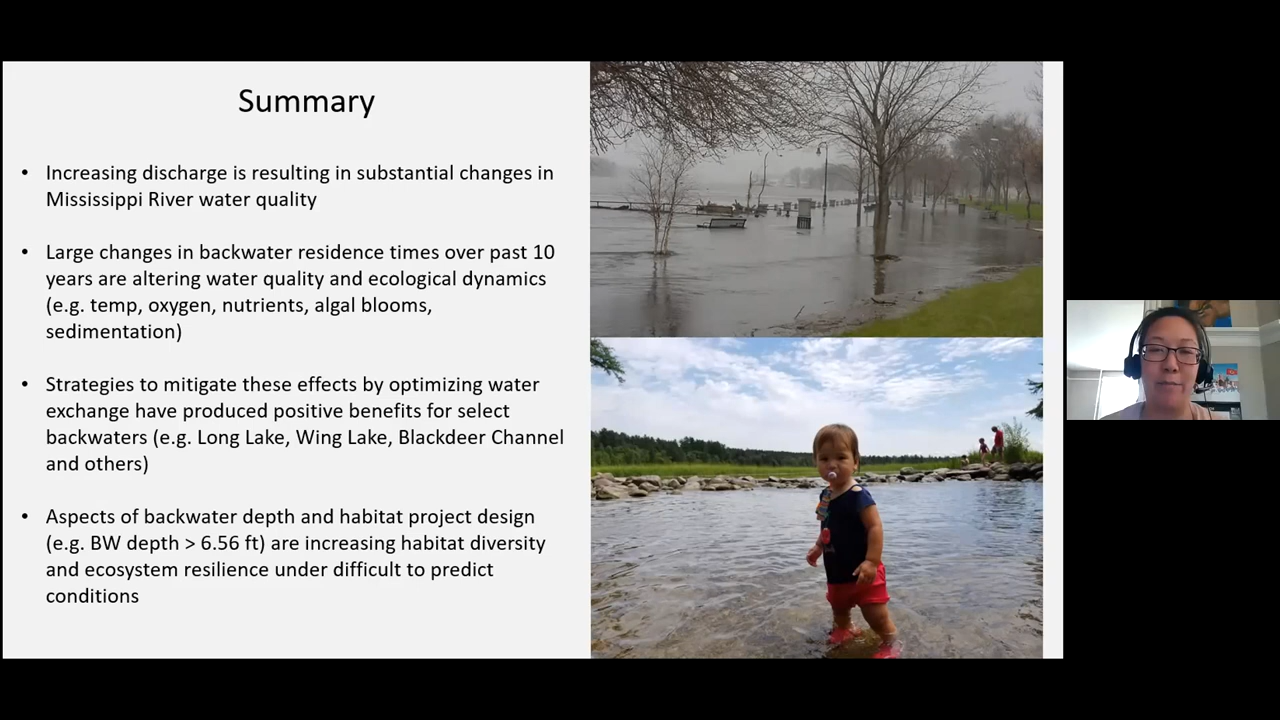 Summary
• Increasing discharge is resulting in substantial changes in
Mississippi River water quality
• Large changes in backwater residence times over past 10
years are altering water quality and ecological dynamics
(e.g. temp, oxygen, nutrients, algal blooms,
sedimentation)
• Strategies to mitigate these effects by optimizing water
exchange have produced positive benefits for select
backwaters (e.g. Long Lake, Wing Lake, Blackdeer Channel
and others)
• Aspects of backwater depth and habitat project design
(e.g. BW depth > 6.56 ft) are increasing habitat diversity
and ecosystem resilience under difficult to predict
conditions